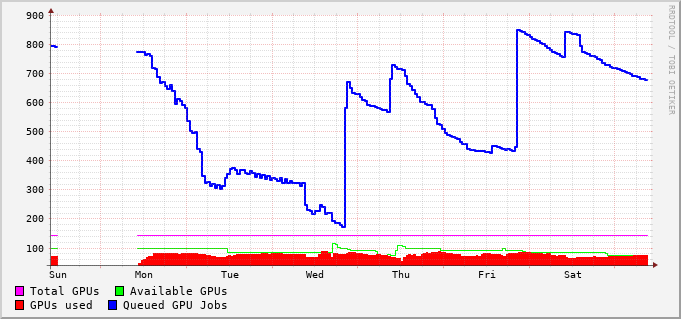 900
800
700
600
500
400
300
200
100
Sun Mon Tue Wed Thu Fri Sat
Total GPUs Available GPUs
GPUs used Queued GPU Jobs
RRDTOOL / TOBI OETIKER